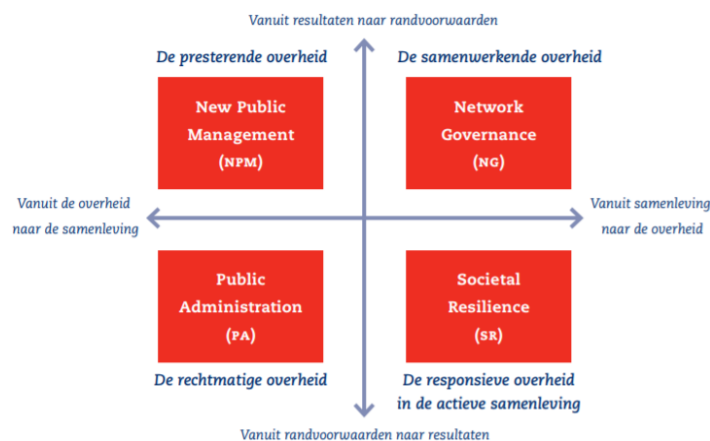 Vanuit resultaten naar randvoorwaarden
De presterende overheid
De samenwerkende overheid
New Public
Management
(NPM)
Network
Governance
(NG)
Vanuit de overheid
naar de samenleving
Vanuit samenleving
naar de overheid
Public
Administration
(PA)
Societal
Resilience
(SR)
De rechtmatige overheid
De responsieve overheid
in de actieve samenleving
Vanuit randvoorwaarden naar resultaten